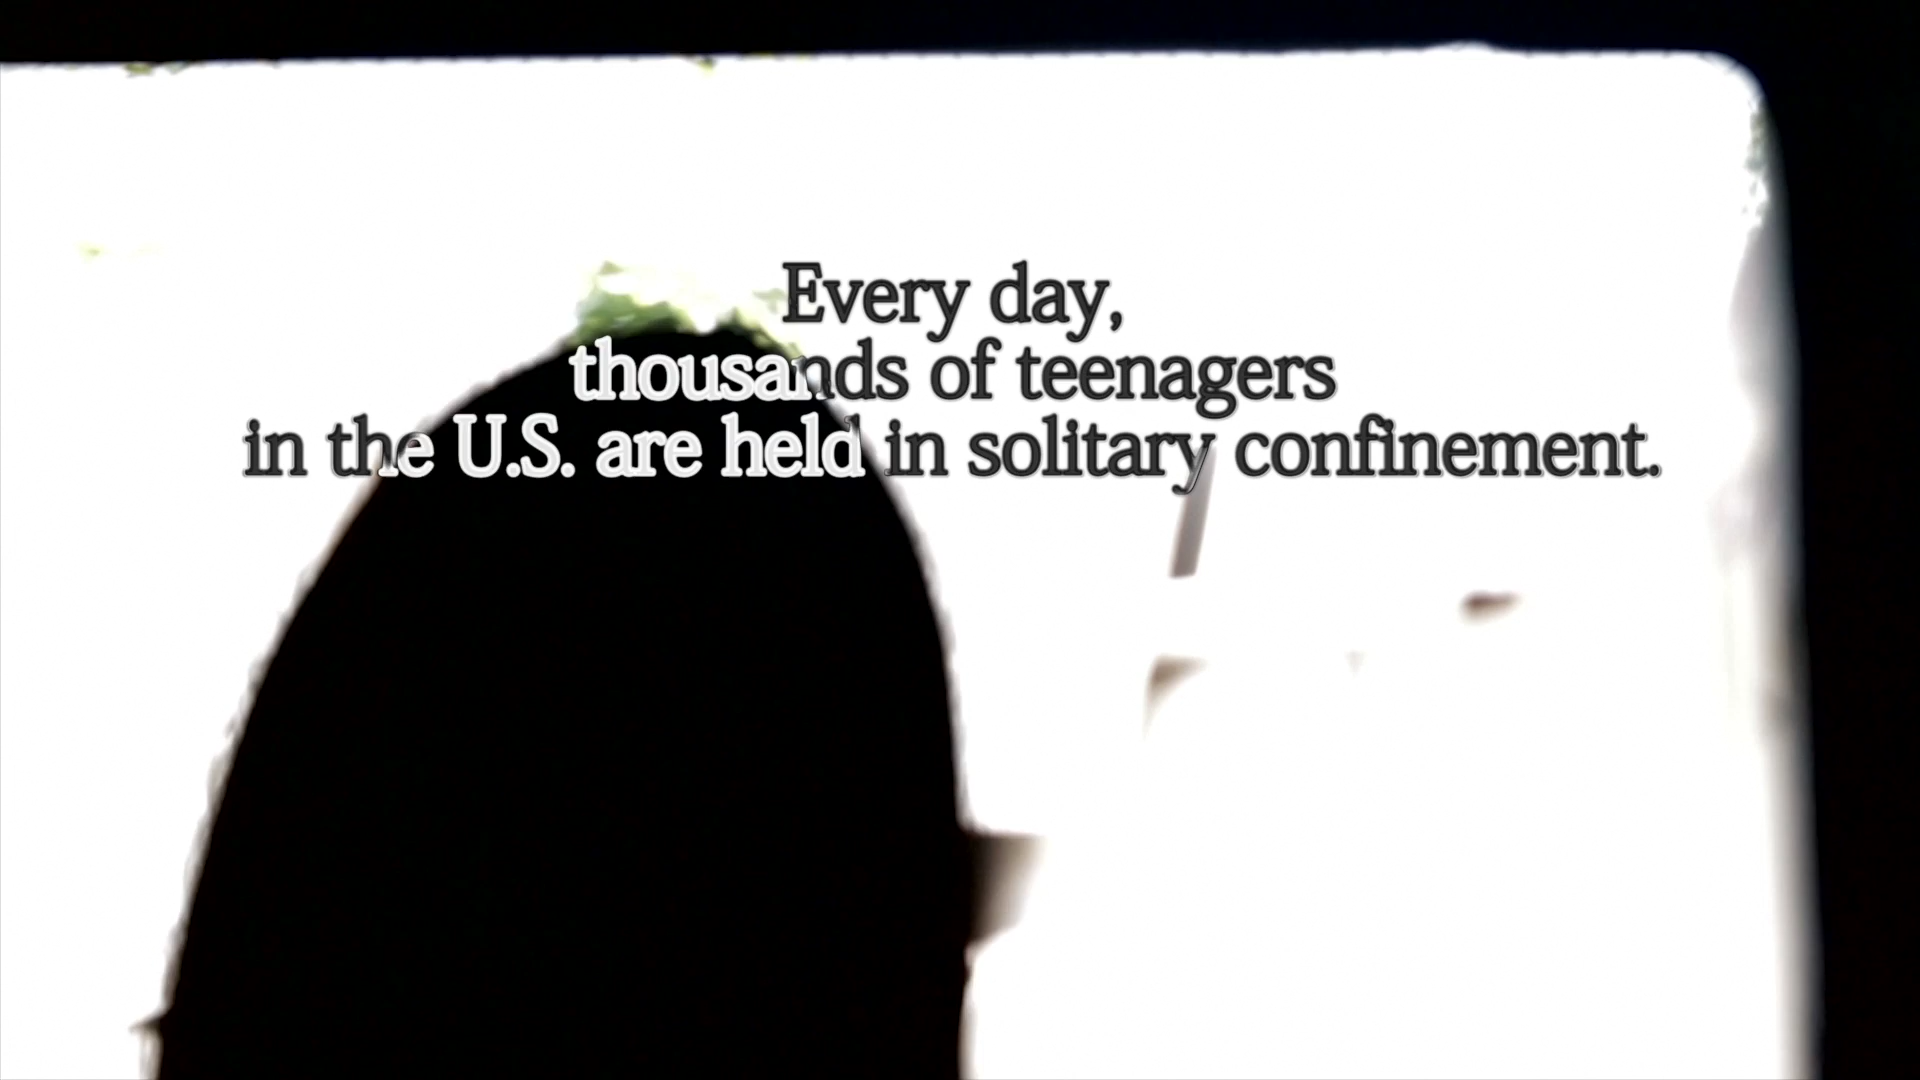 Every day,
thousands of teenagers
in the U.S. are held in solitary confinement.